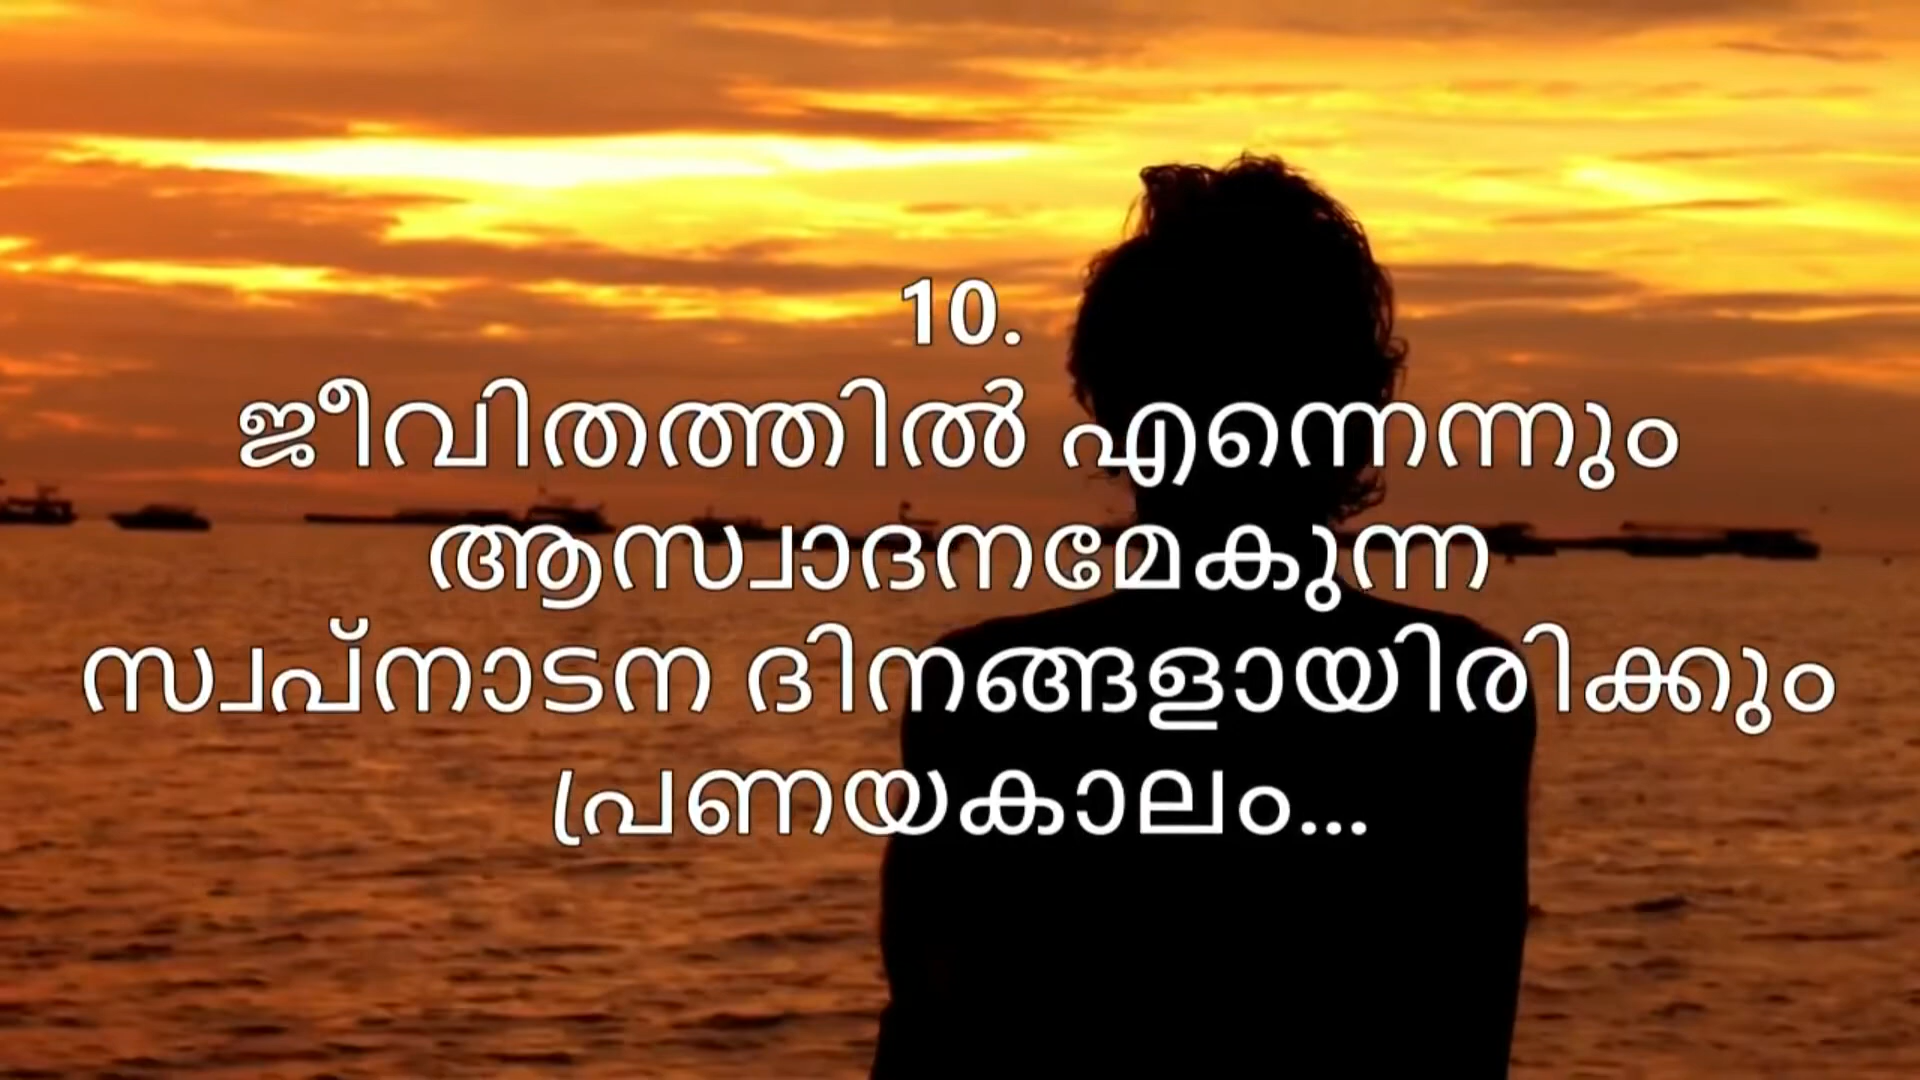 10.
ജീവിതത്തിൽ എന്നെന്നും
ആസ്വാദനമേകുന്ന
സ്വപ്നാടന ദിനങ്ങളായിരിക്കും
പ്രണയകാലം...